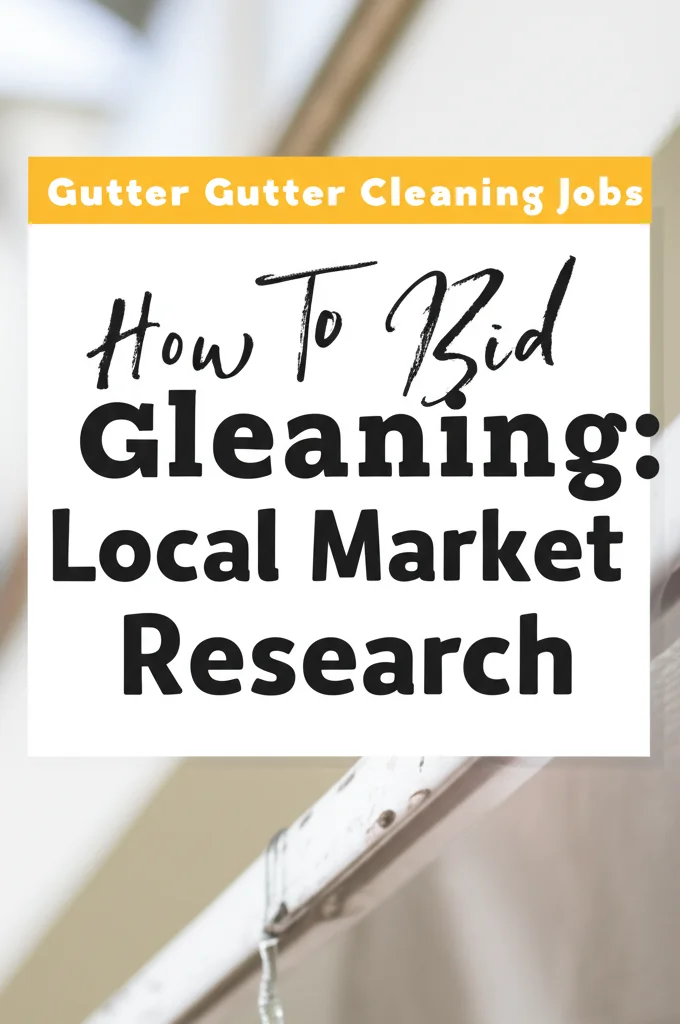 Gutter Gutter Cleaning Jobs
How To Bid
Gleaning:
Local Market
Research